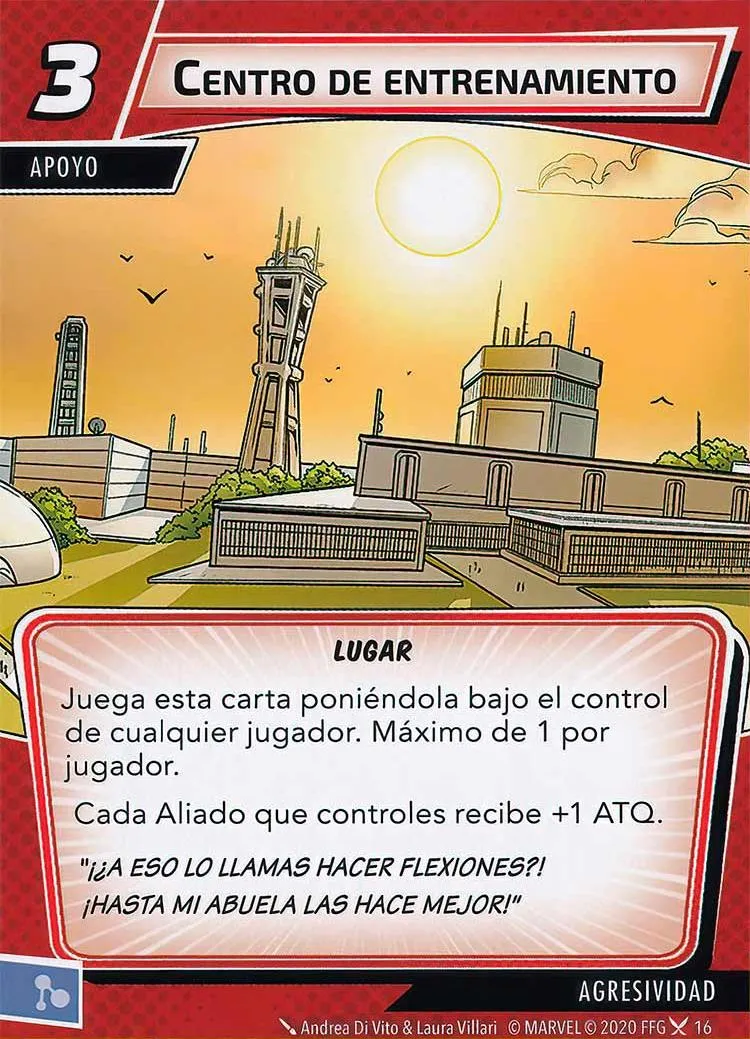 3
CENTRO DE ENTRENAMIENTO
APOYO
LUGAR
Juega esta carta poniéndola bajo el control
de cualquier jugador. Máximo de 1 por
jugador.
Cada Aliado que controles recibe +1 ATQ.
"¡¿A ESO LO LLAMAS HACER FLEXIONES?!
¡HASTA MI ABUELA LAS HACE MEJOR!"
AGRESIVIDAD
Andrea Di Vito & Laura Villari © MARVEL © 2020 FFG 16